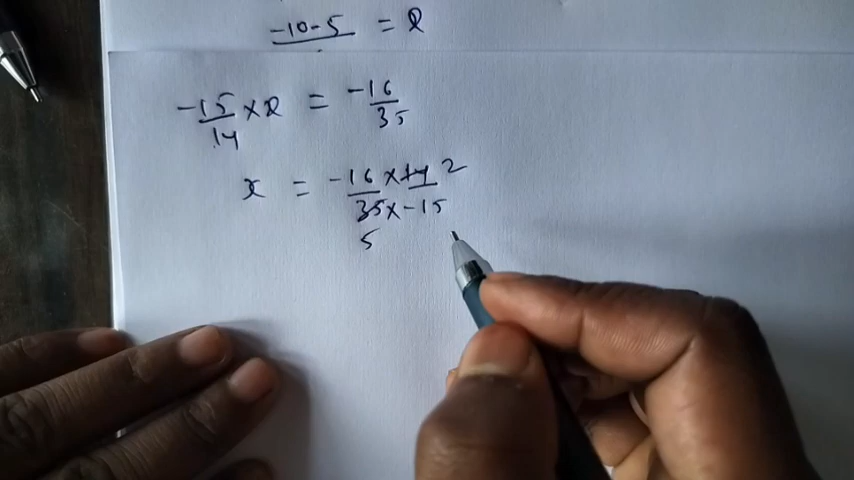 -10-5 = x
-15/14 × x = -16/35
x = -16 × 14 2 / 35 × -15
5